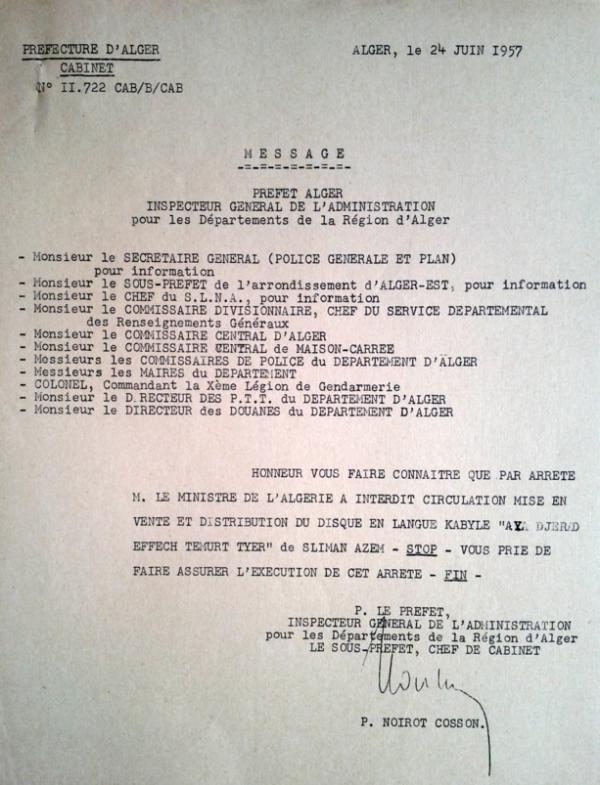 PREFECTURE D'ALGER
ALGER, le 24 JUIN 1957
CABINET
N° II.722 CAB/B/CAB
M E S S A G E
-=-=-=-=-=-=-=-
PREFET ALGER
INSPECTEUR GENERAL DE L'ADMINISTRATION
pour les Départements de la Région d'Alger
- Monsieur le SECRETAIRE GENERAL (POLICE GENERALE ET PLAN)
pour information
- Monsieur le SOUS-PREFET de l'arrondissement d'ALGER-EST, pour information
- Monsieur le CHEF du S.L.N.A., pour information
- Monsieur le COMMISSAIRE DIVISIONNAIRE, CHEF DU SERVICE DEPARTEMENTAL
des Renseignements Généraux
- Monsieur le COMMISSAIRE CENTRAL D'ALGER
- Monsieur le COMMISSAIRE CENTRAL DE MAISON-CARREE
- Messieurs les COMMISSAIRES DE POLICE du DEPARTEMENT D'ALGER
- Messieurs les MAIRES du DEPARTEMENT
- COLONEL, Commandant la Xème Légion de Gendarmerie
- Monsieur le D.RECTEUR DES P.T.T. du DEPARTEMENT D'ALGER
- Monsieur le DIRECTEUR des DOUANES du DEPARTEMENT D'ALGER
HONNEUR VOUS FAIRE CONNAITRE QUE PAR ARRETE
M. LE MINISTRE DE L'ALGERIE A INTERDIT CIRCULATION MISE EN
VENTE ET DISTRIBUTION DU DISQUE EN LANGUE KABYLE "
EFFECH TEMURT TYER" de SLIMAN AZEM - STOP - VOUS PRIE DE
FAIRE ASSURER L'EXECUTION DE CET ARRETE - FIN -
P. LE PREFET,
INSPECTEUR GENERAL DE L'ADMINISTRATION
pour les Départements de la Région d'Alger
LE SOUS-PREFET, CHEF DE CABINET
P. NOIROT COSSON.